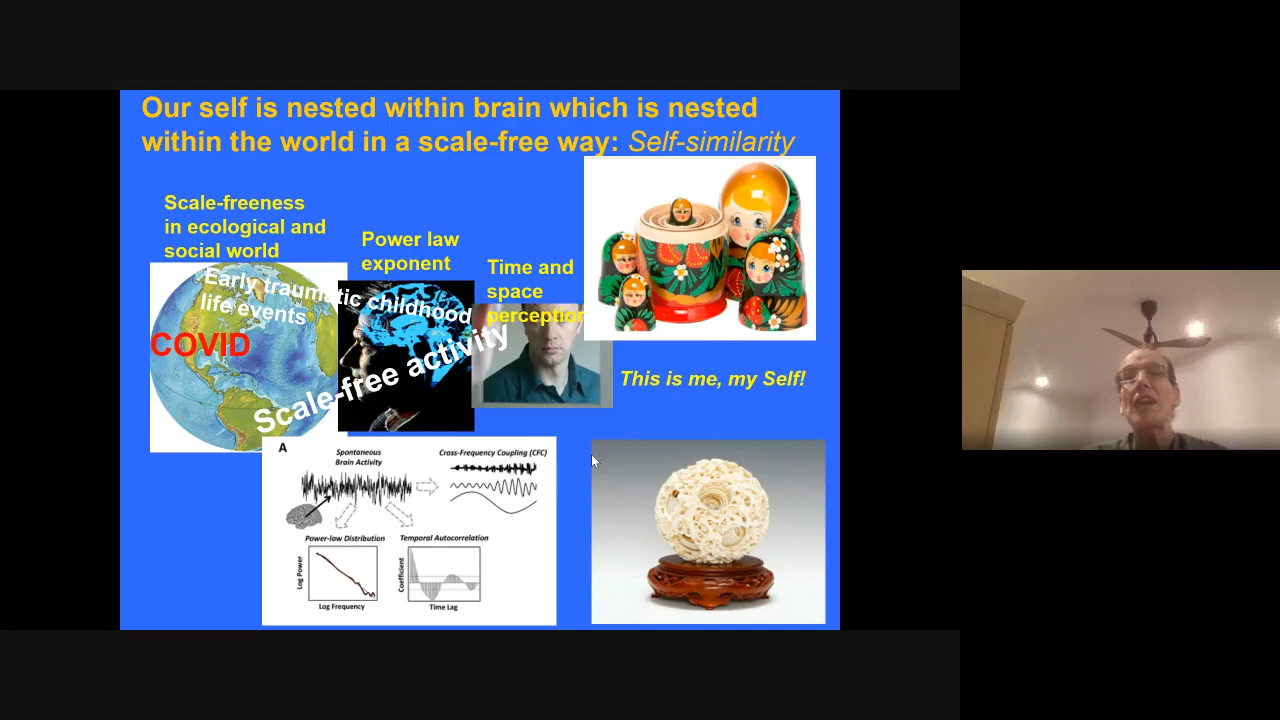 Our self is nested within brain which is nested
within the world in a scale-free way: Self-similarity
Scale-freeness
in ecological and
social world
Power law
exponent
Time and
space
perception
Early traumatic childhood
life events
COVID
Scale-free activity
This is me, my Self!
A
Spontaneous
Brain Activity
Cross-Frequency Coupling (CFC)
Power-law Distribution
Temporal Autocorrelation
Log Power
Log Frequency
Coefficient
Time Lag